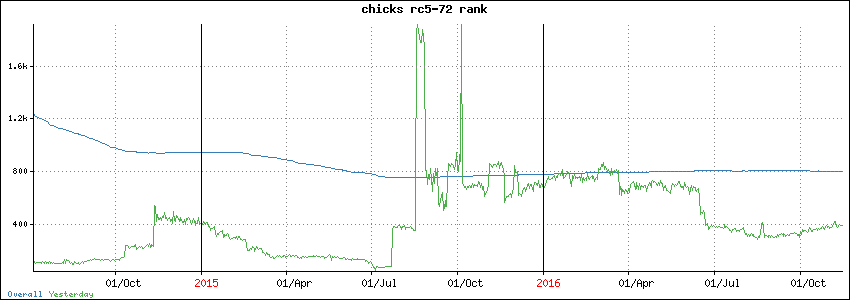 chicks rc5-72 rank
1.6k
1.2k
800
400
01/Oct 2015 01/Apr 01/Jul 01/Oct 2016 01/Apr 01/Jul 01/Oct
Overall Yesterday